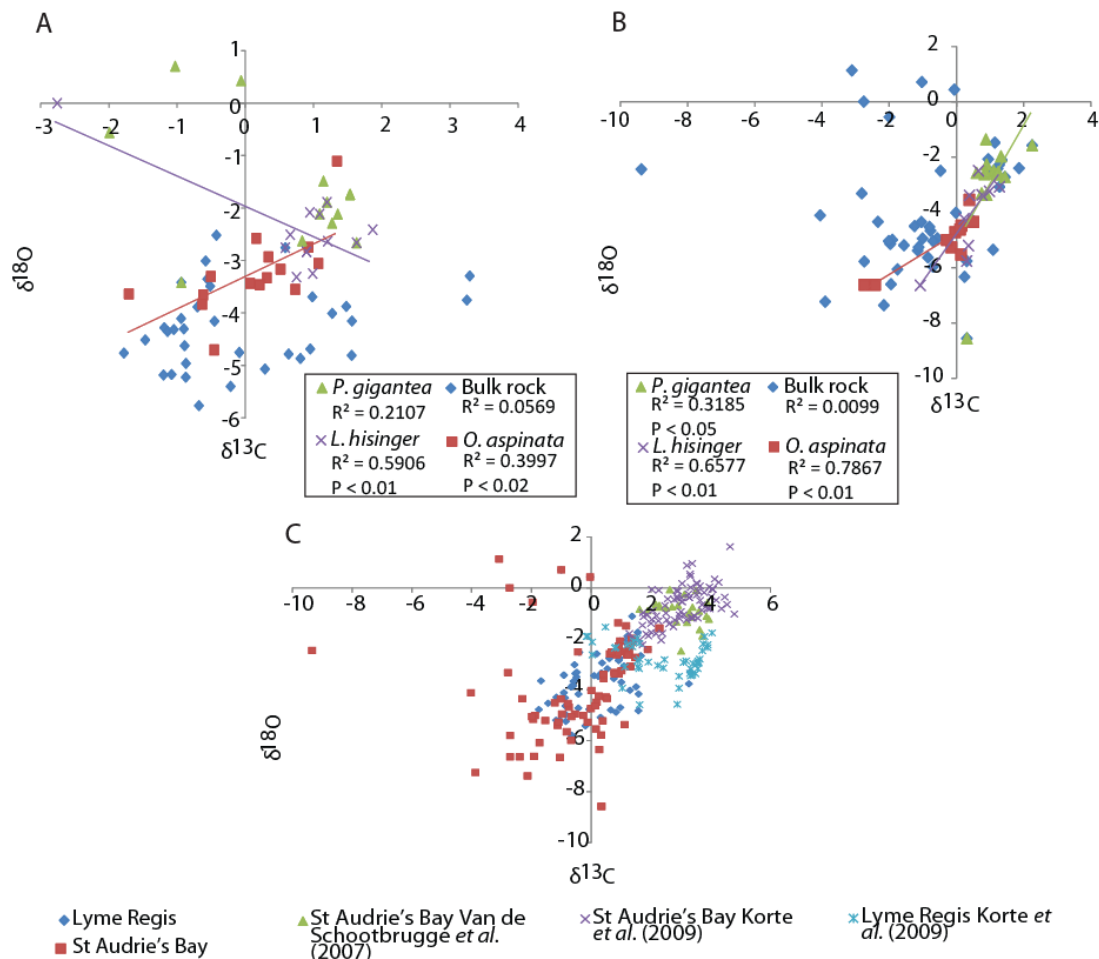 A
B
1
0
-3
-2
-1
0
1
2
3
4
-1
-2
-3
-4
-5
-6
δ18O
δ13C
P. gigantea
R² = 0.2107
Bulk rock
R² = 0.0569
L. hisinger
R² = 0.5906
P < 0.01
O. aspinata
R² = 0.3997
P < 0.02
2
0
-10
-8
-6
-4
-2
0
2
4
-2
-4
-6
-8
-10
δ18O
δ13C
P. gigantea
R² = 0.3185
P < 0.05
Bulk rock
R² = 0.0099
L. hisinger
R² = 0.6577
P < 0.01
O. aspinata
R² = 0.7867
P < 0.01
C
2
0
-10
-8
-6
-4
-2
0
2
4
6
-2
-4
-6
-8
-10
δ18O
δ13C
Lyme Regis
St Audrie's Bay
St Audrie's Bay Van de
Schootbrugge et al.
(2007)
St Audrie's Bay Korte
et al. (2009)
Lyme Regis Korte et
al. (2009)